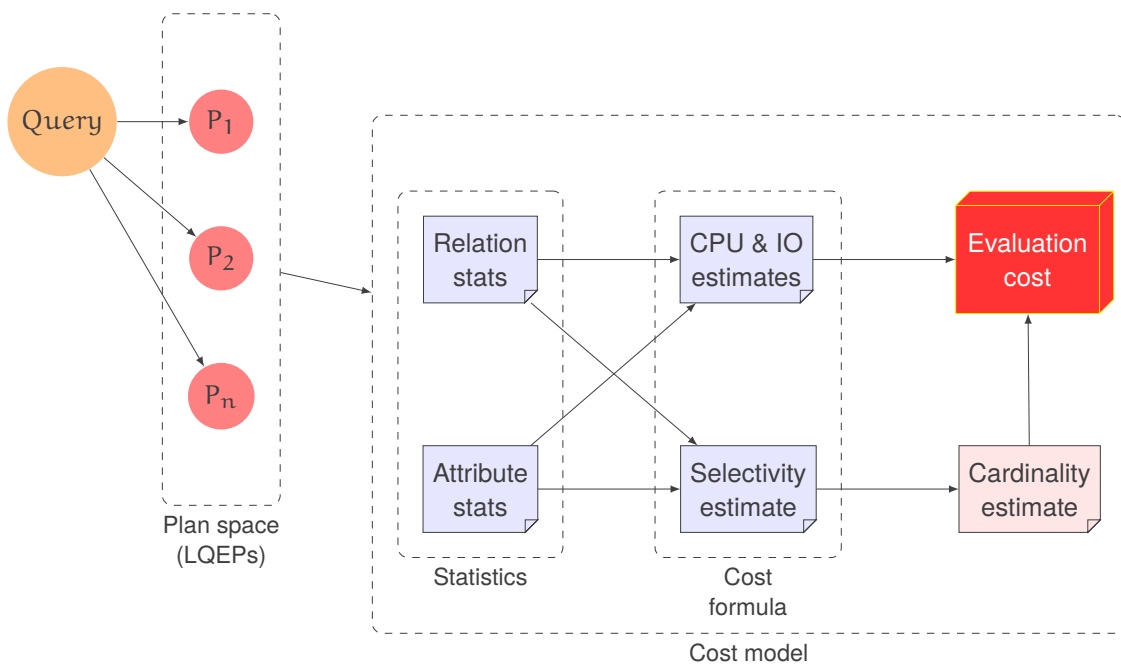 Query
P1
P2
Pn
Plan space
(LQEPs)
Relation
stats
Attribute
stats
Statistics
CPU & IO
estimates
Selectivity
estimate
Cost
formula
Evaluation
cost
Cardinality
estimate
Cost model